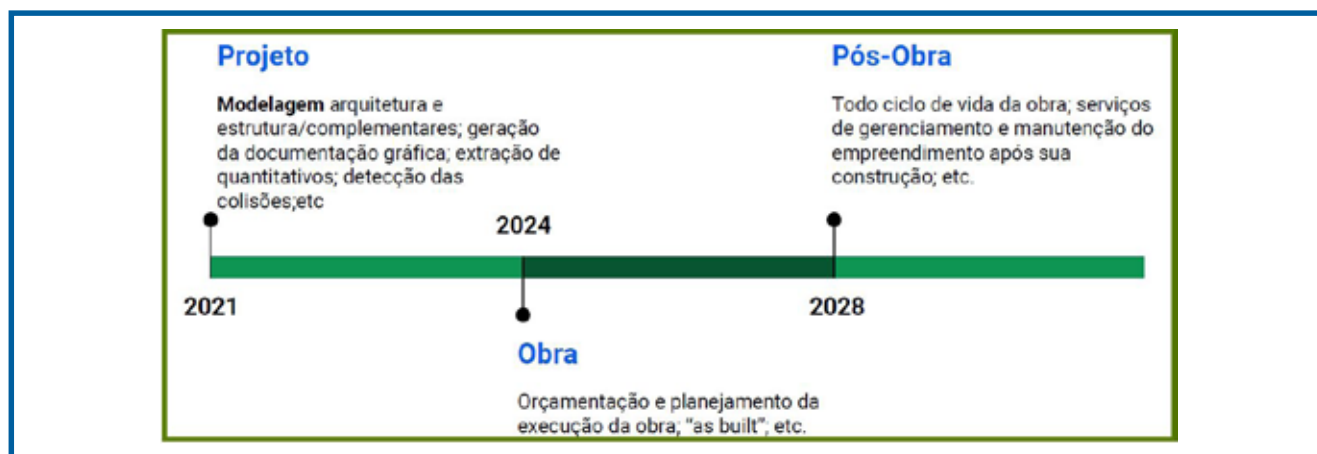 Projeto
Modelagem arquitetura e
estrutura/complementares; geração
da documentação gráfica; extração de
quantitativos; detecção das
colisões;etc
Pós-Obra
Todo ciclo de vida da obra; serviços
de gerenciamento e manutenção do
empreendimento após sua
construção; etc.
2024
2021
2028
Obra
Orçamentação e planejamento da
execução da obra; “as built”; etc.